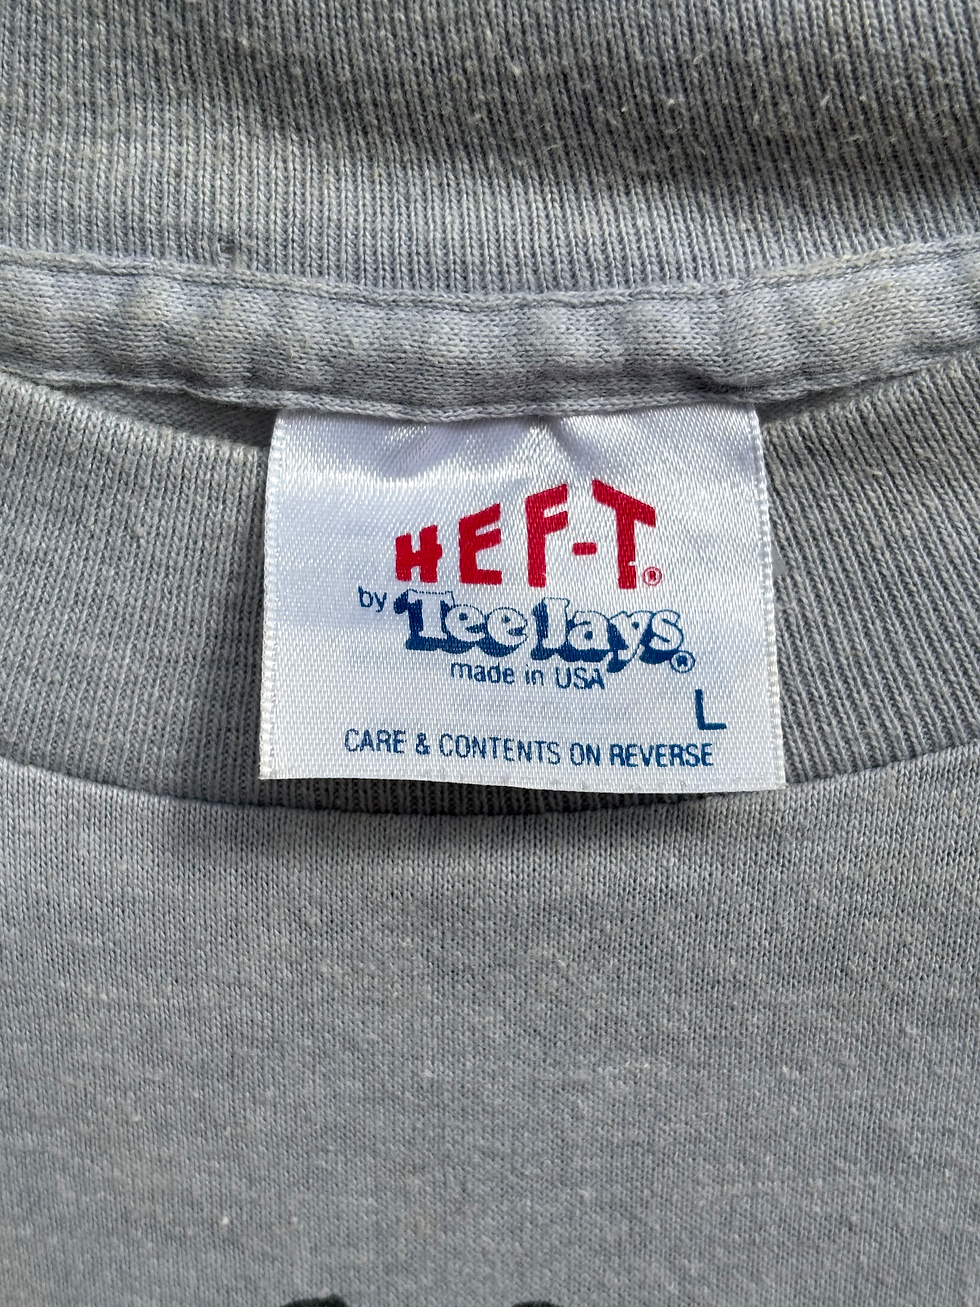 HEF-T®
by Tee Jays®
made in USA
L
CARE & CONTENTS ON REVERSE